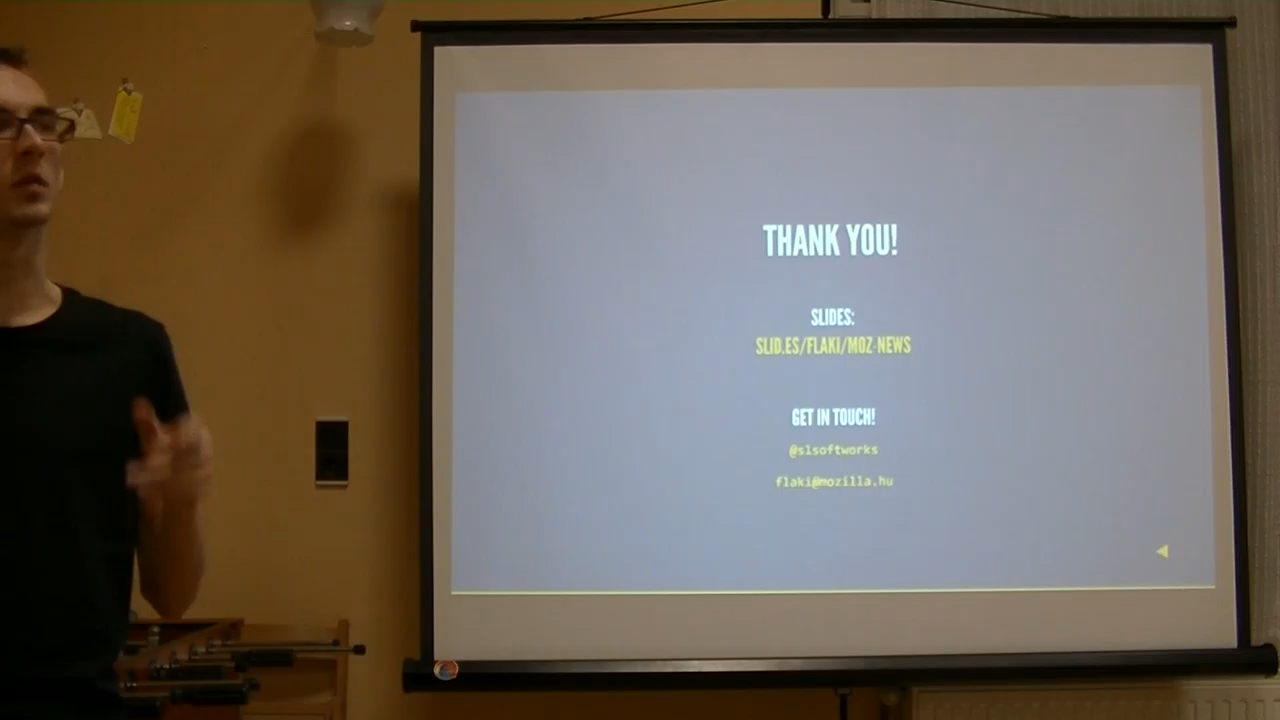 THANK YOU!
SLIDES:
SLID.ES/FLAKI/MOZ-NEWS
GET IN TOUCH!
@slsoftworks
flaki@mozilla.hu